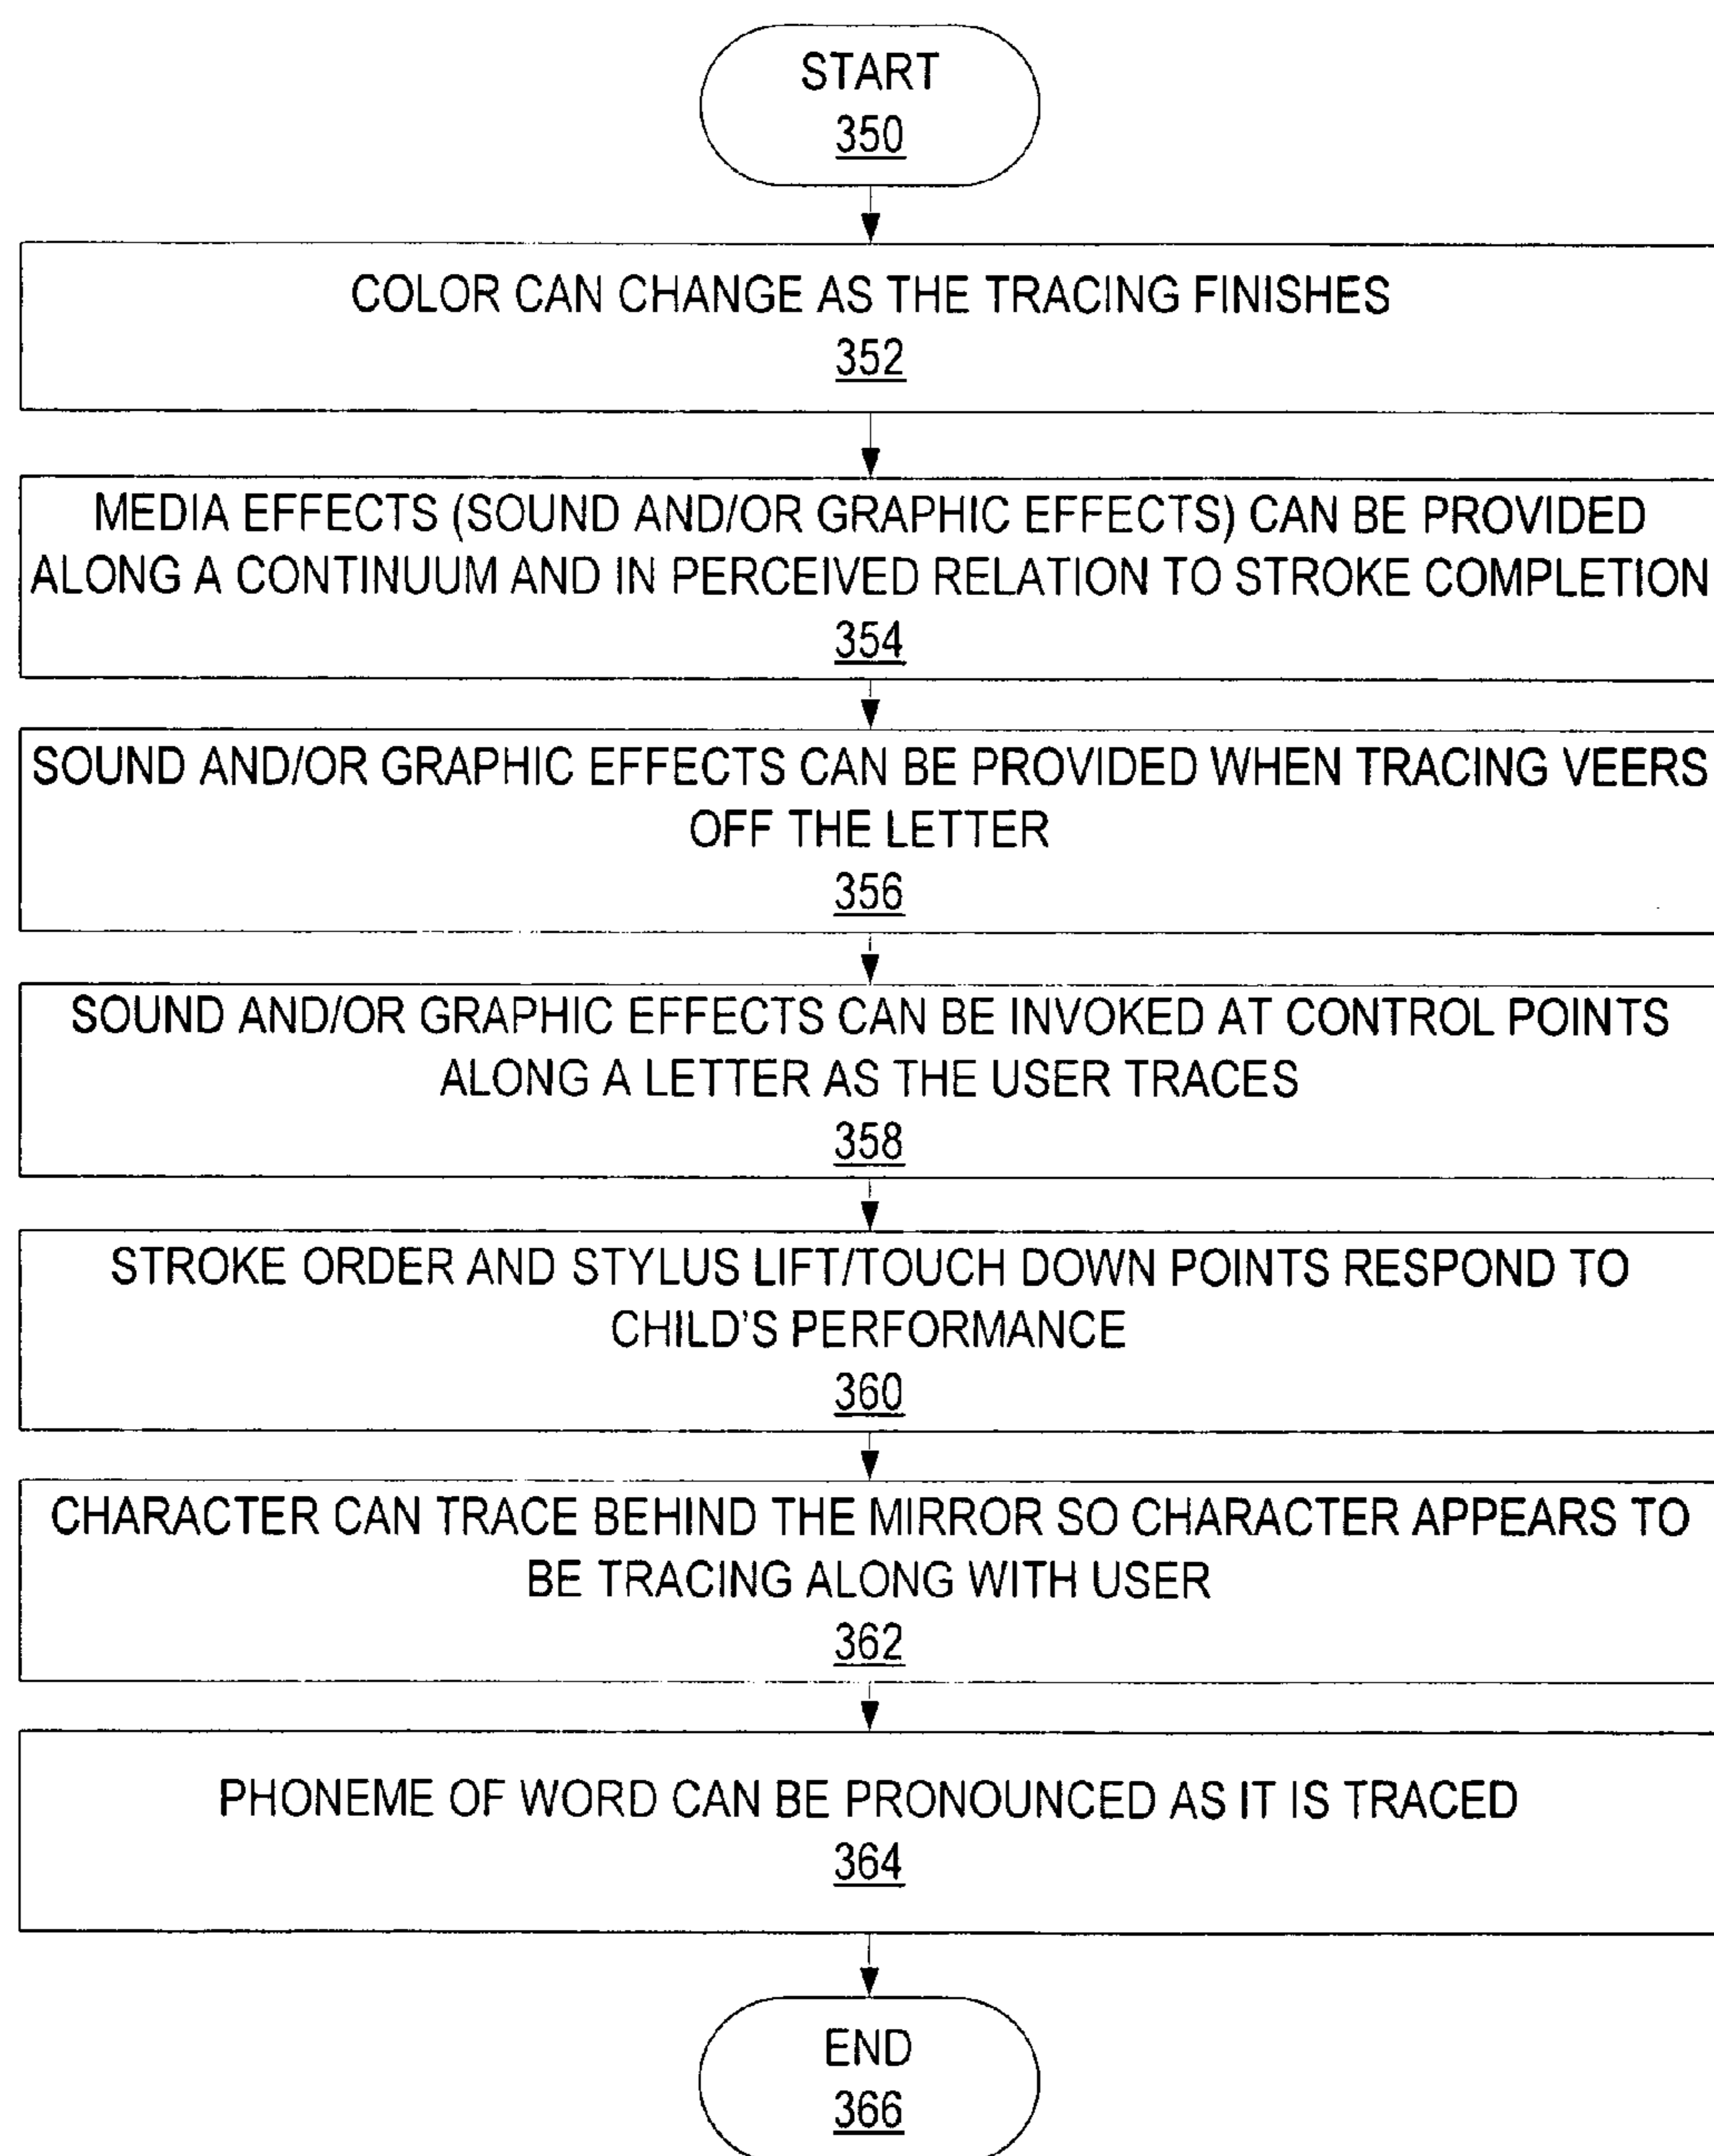 START
350
COLOR CAN CHANGE AS THE TRACING FINISHES
352
MEDIA EFFECTS (SOUND AND/OR GRAPHIC EFFECTS) CAN BE PROVIDED
ALONG A CONTINUUM AND IN PERCEIVED RELATION TO STROKE COMPLETION
354
SOUND AND/OR GRAPHIC EFFECTS CAN BE PROVIDED WHEN TRACING VEERS
OFF THE LETTER
356
SOUND AND/OR GRAPHIC EFFECTS CAN BE INVOKED AT CONTROL POINTS
ALONG A LETTER AS THE USER TRACES
358
STROKE ORDER AND STYLUS LIFT/TOUCH DOWN POINTS RESPOND TO
CHILD'S PERFORMANCE
360
CHARACTER CAN TRACE BEHIND THE MIRROR SO CHARACTER APPEARS TO
BE TRACING ALONG WITH USER
362
PHONEME OF WORD CAN BE PRONOUNCED AS IT IS TRACED
364
END
366